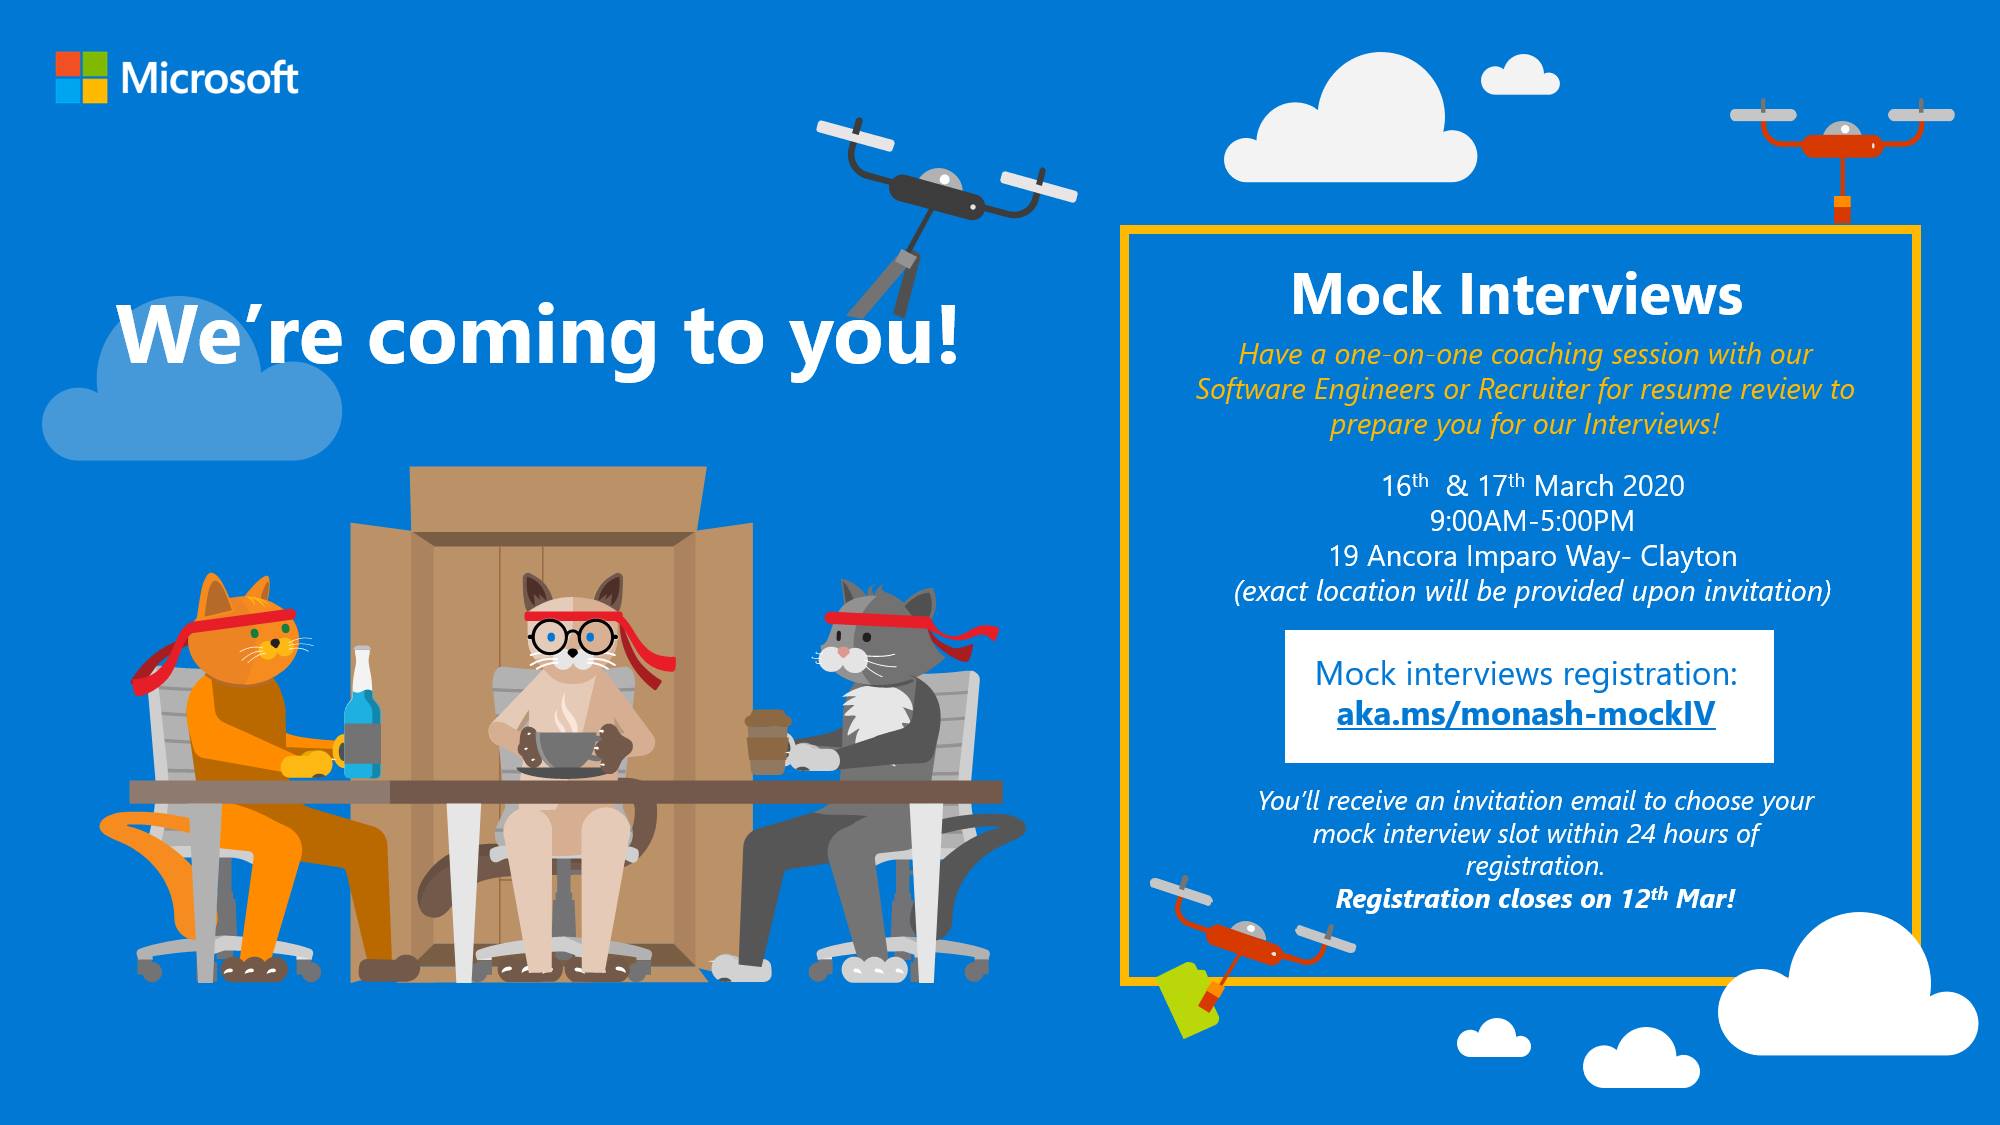 Microsoft
We’re coming to you!
Mock Interviews
Have a one-on-one coaching session with our
Software Engineers or Recruiter for resume review to
prepare you for our Interviews!
16th & 17th March 2020
9:00AM-5:00PM
19 Ancora Imparo Way- Clayton
(exact location will be provided upon invitation)
Mock interviews registration:
aka.ms/monash-mockIV
You’ll receive an invitation email to choose your
mock interview slot within 24 hours of
registration.
Registration closes on 12th Mar!